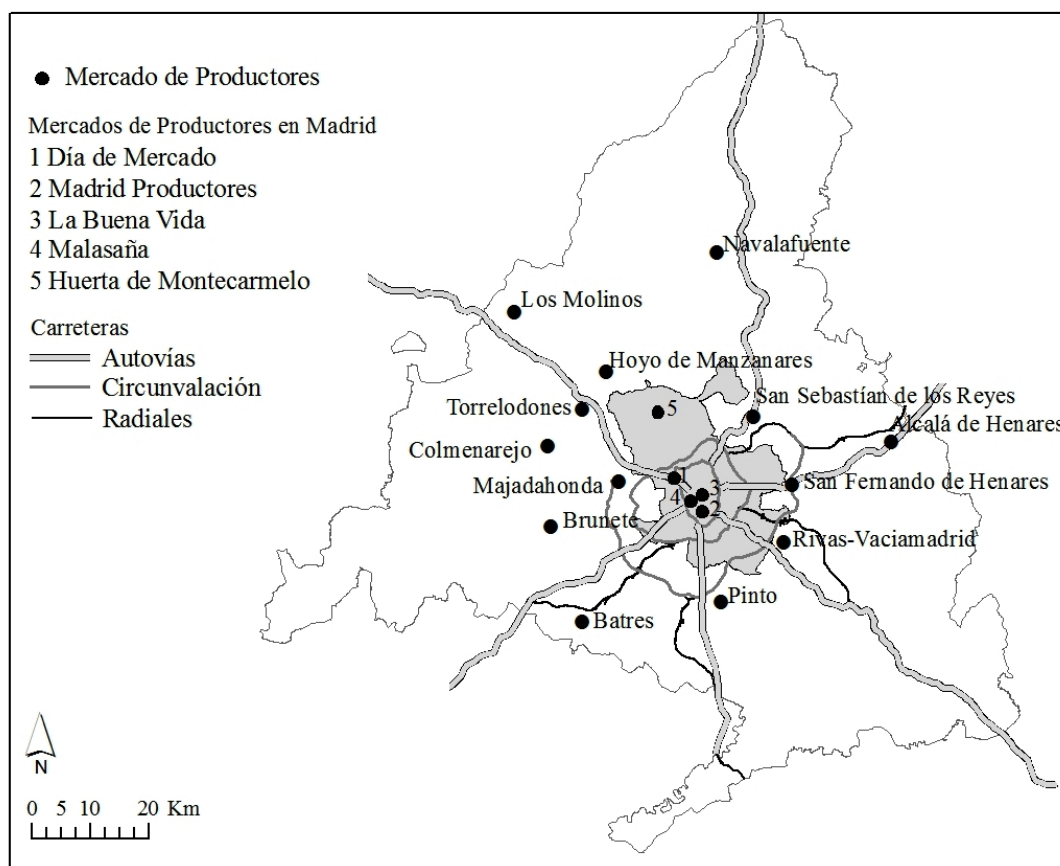 Mercado de Productores
Mercados de Productores en Madrid
1 Día de Mercado
2 Madrid Productores
3 La Buena Vida
4 Malasaña
5 Huerta de Montecarmelo
Carreteras
Autovías
Circunvalación
Radiales
Navalafuente
Los Molinos
Hoyo de Manzanares
San Sebastían de los Reyes
Torrelodones
5
Alcalá de Henares
Colmenarejo
Majadahonda
1
San Fernando de Henares
3
4
2
Brunete
Rivas-Vaciamadrid
Pinto
Batres
N
0 5 10 20 Km